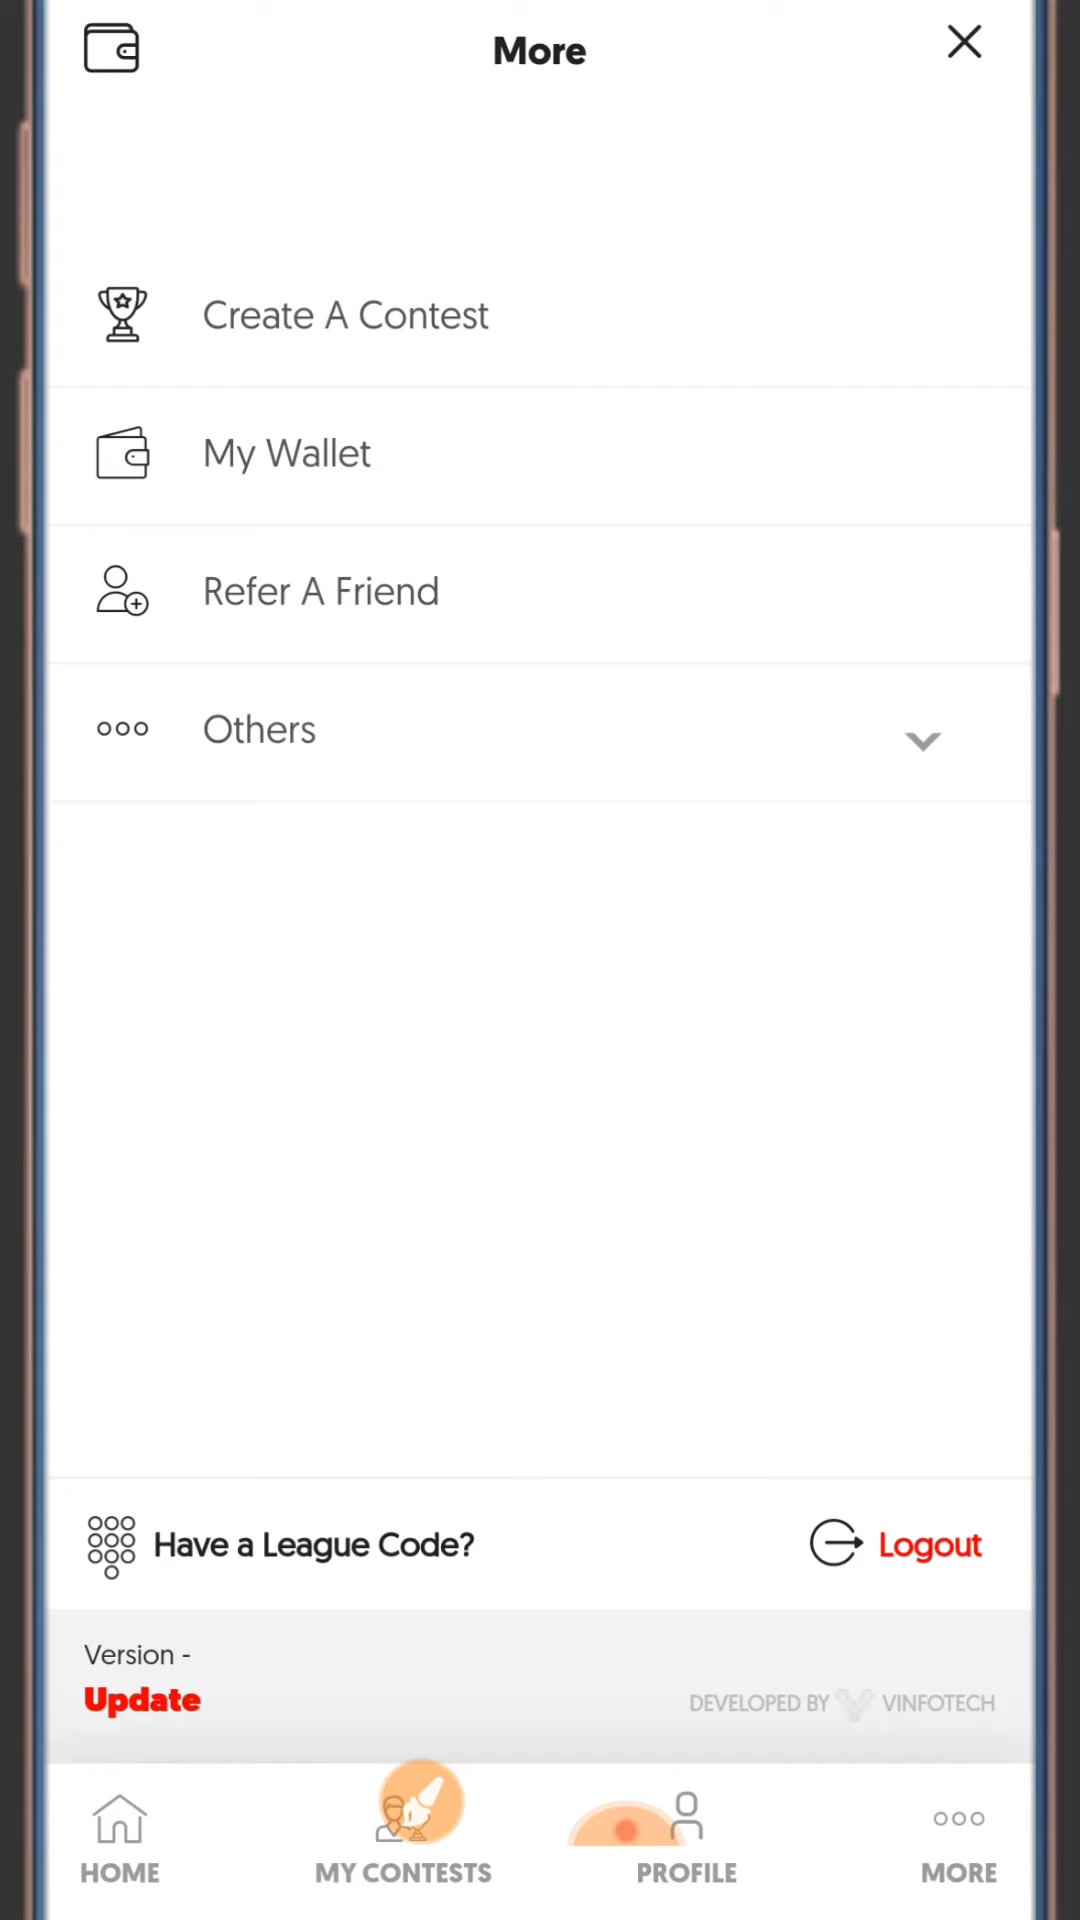 More
Create A Contest
My Wallet
Refer A Friend
Others
Have a League Code?
Logout
Version -
Update
DEVELOPED BY VINFOTECH
HOME
MY CONTESTS
PROFILE
MORE